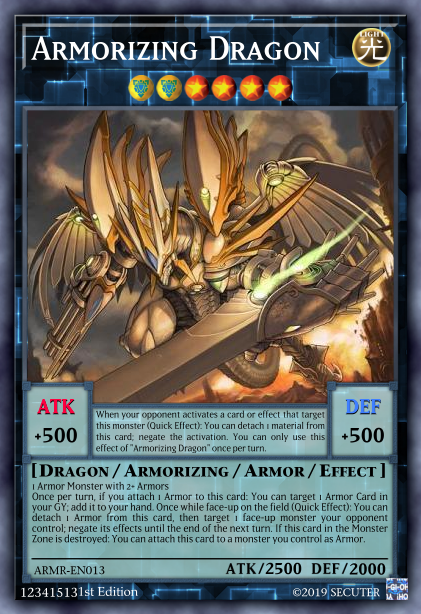 ARMORIZING DRAGON
LIGHT
光
ATK
+500
When your opponent activates a card or effect that target
this monster (Quick Effect): You can detach 1 material from
this card; negate the activation. You can only use this
effect of "Armorizing Dragon" once per turn.
DEF
+500
[DRAGON / ARMORIZING / ARMOR / EFFECT]
1 Armor Monster with 2+ Armors
Once per turn, if you attach 1 Armor to this card: You can target 1 Armor Card in
your GY; add it to your hand. Once while face-up on the field (Quick Effect): You can
detach 1 Armor from this card, then target 1 face-up monster your opponent
control; negate its effects until the end of the next turn. If this card in the Monster
Zone is destroyed: You can attach this card to a monster you control as Armor.
ARMR-EN013
ATK/2500 DEF/2000
123415131st Edition
©2019 SECUTER